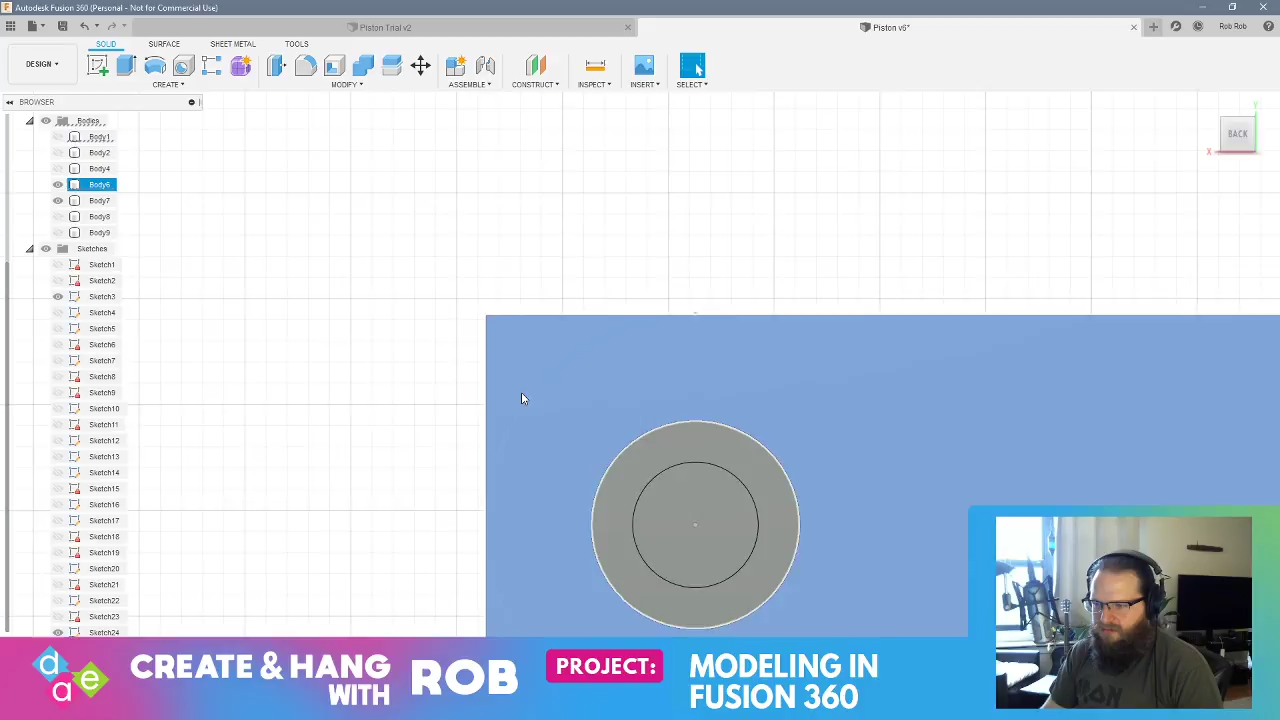 Autodesk Fusion 360 (Personal - Not for Commercial Use)
Piston Trial v2
Piston v6*
Rob Rob
SOLID SURFACE SHEET METAL TOOLS
DESIGN
CREATE MODIFY ASSEMBLE CONSTRUCT INSPECT INSERT SELECT
BROWSER
Bodies
Body1
Body2
Body4
Body6
Body7
Body8
Body9
Sketches
Sketch1
Sketch2
Sketch3
Sketch4
Sketch5
Sketch6
Sketch7
Sketch8
Sketch9
Sketch10
Sketch11
Sketch12
Sketch13
Sketch14
Sketch15
Sketch16
Sketch17
Sketch18
Sketch19
Sketch20
Sketch21
Sketch22
Sketch23
Sketch24
Y
BACK
X
d a e
CREATE & HANG
WITH
ROB
PROJECT:
MODELING IN
FUSION 360